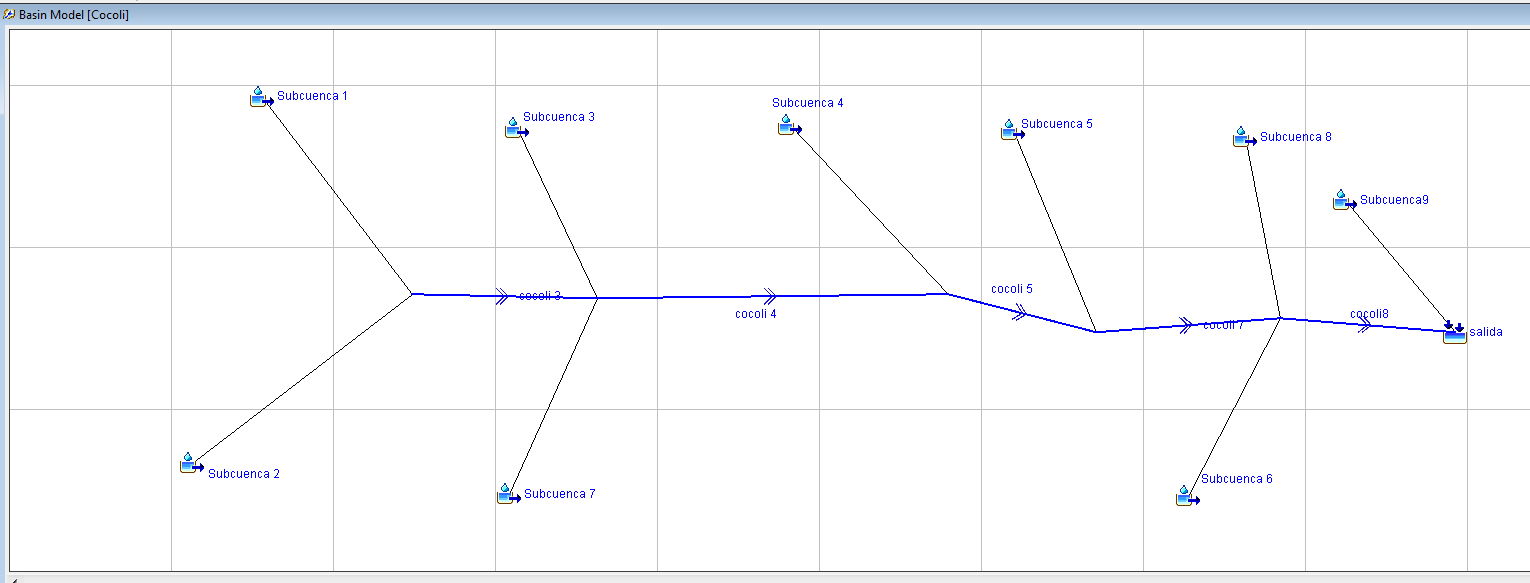 Basin Model [Cocoli]
Subcuenca 1
Subcuenca 3
Subcuenca 4
Subcuenca 5
Subcuenca 8
Subcuenca9
cocoli 3
cocoli 4
cocoli 5
cocoli 7
cocoli8
salida
Subcuenca 2
Subcuenca 7
Subcuenca 6